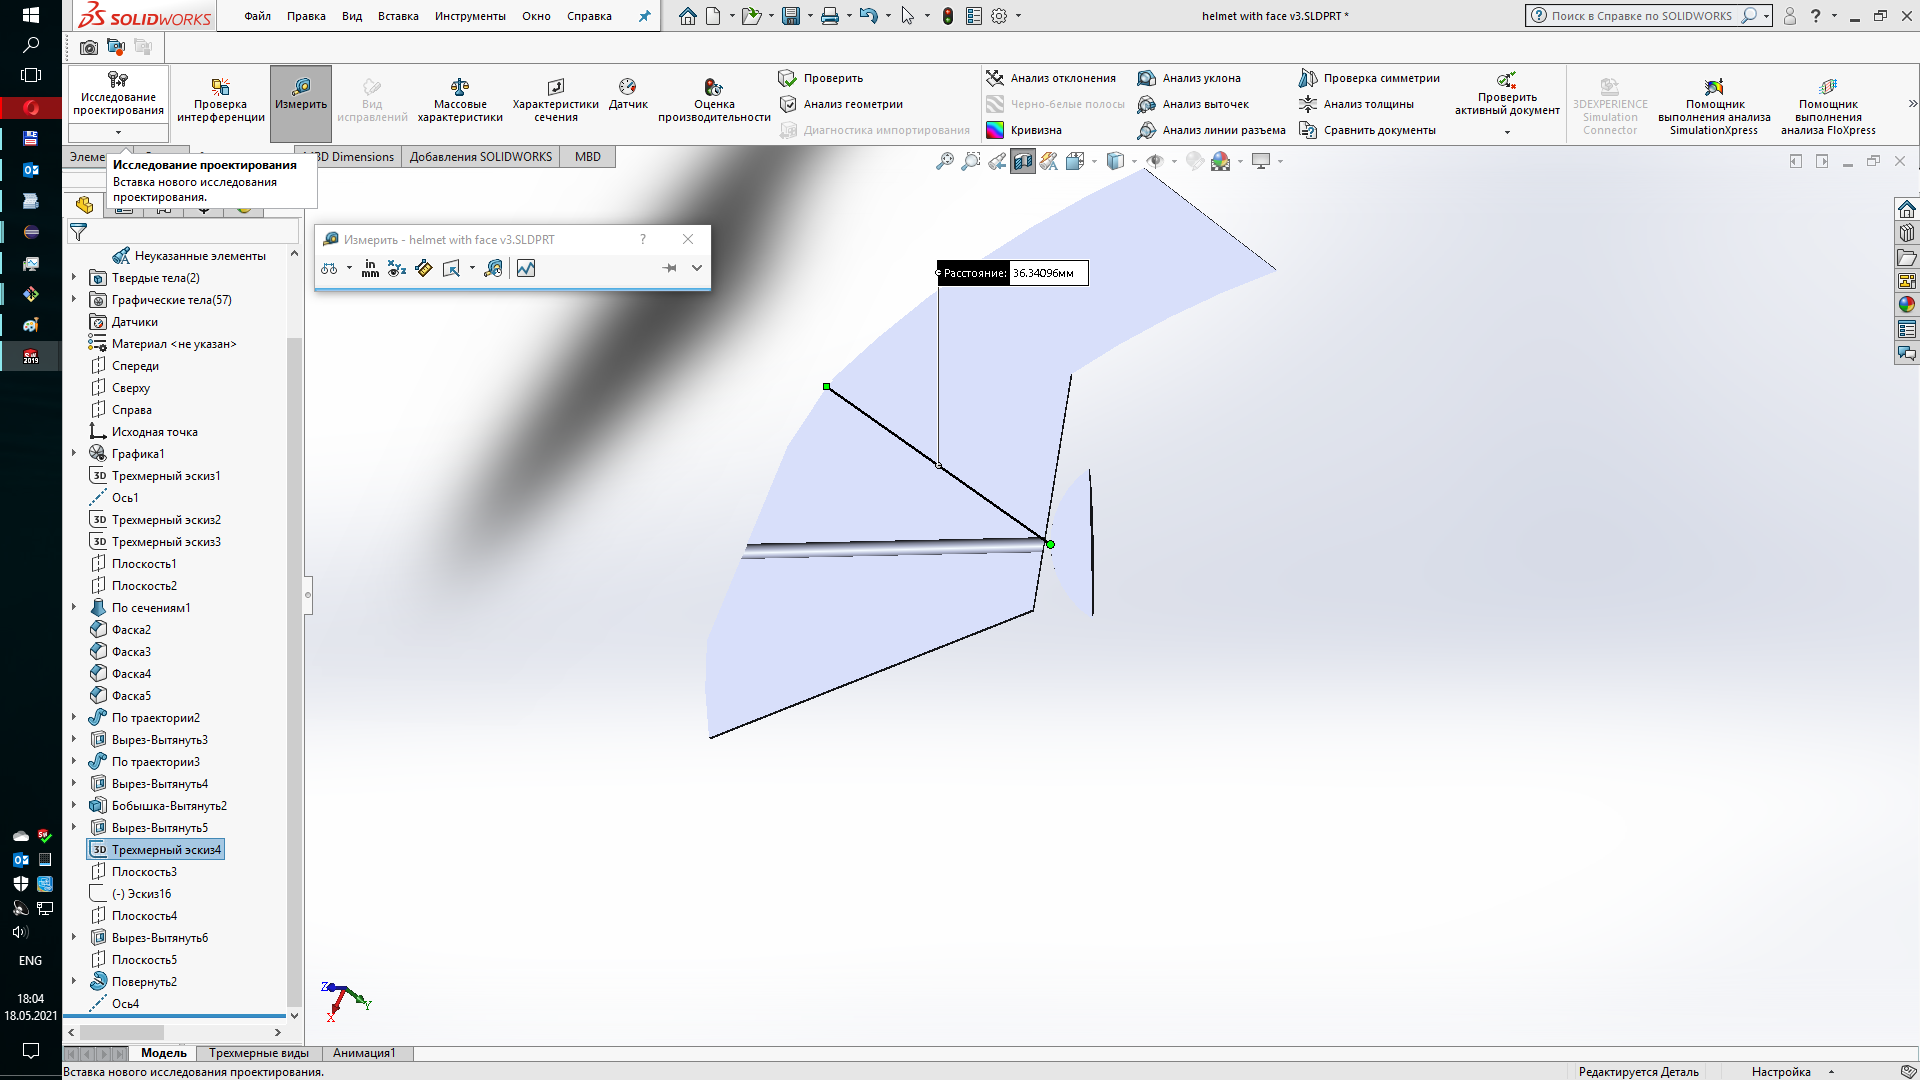 SOLIDWORKS
Файл Правка Вид Вставка Инструменты Окно Справка
helmet with face v3.SLDPRT *
Поиск в Справке по SOLIDWORKS
Исследование проектирования
Проверка интерференции
Измерить
Вид исправлений
Массовые характеристики
Характеристики сечения
Датчик
Оценка производительности
Проверить
Анализ геометрии
Диагностика импортирования
Анализ отклонения
Черно-белые полосы
Кривизна
Анализ уклона
Анализ выточек
Анализ линии разъема
Проверка симметрии
Анализ толщины
Сравнить документы
Проверить активный документ
3DEXPERIENCE Simulation Connector
Помощник выполнения анализа SimulationXpress
Помощник выполнения анализа FloXpress
Элеме
BD Dimensions
Добавления SOLIDWORKS
MBD
Исследование проектирования
Вставка нового исследования
проектирования.
Измерить - helmet with face v3.SLDPRT
?
in
mm
Расстояние: 36.34096мм
Неуказанные элементы
Твердые тела(2)
Графические тела(57)
Датчики
Материал <не указан>
Спереди
Сверху
Справа
Исходная точка
Графика1
3D Трехмерный эскиз1
Ось1
3D Трехмерный эскиз2
3D Трехмерный эскиз3
Плоскость1
Плоскость2
По сечениям1
Фаска2
Фаска3
Фаска4
Фаска5
По траектории2
Вырез-Вытянуть3
По траектории3
Вырез-Вытянуть4
Бобышка-Вытянуть2
Вырез-Вытянуть5
3D Трехмерный эскиз4
Плоскость3
(-) Эскиз16
Плоскость4
Вырез-Вытянуть6
Плоскость5
Повернуть2
Ось4
Z
Y
X
ENG
18:04
18.05.2021
Модель Трехмерные виды Анимация1
Вставка нового исследования проектирования.
Редактируется Деталь
Настройка